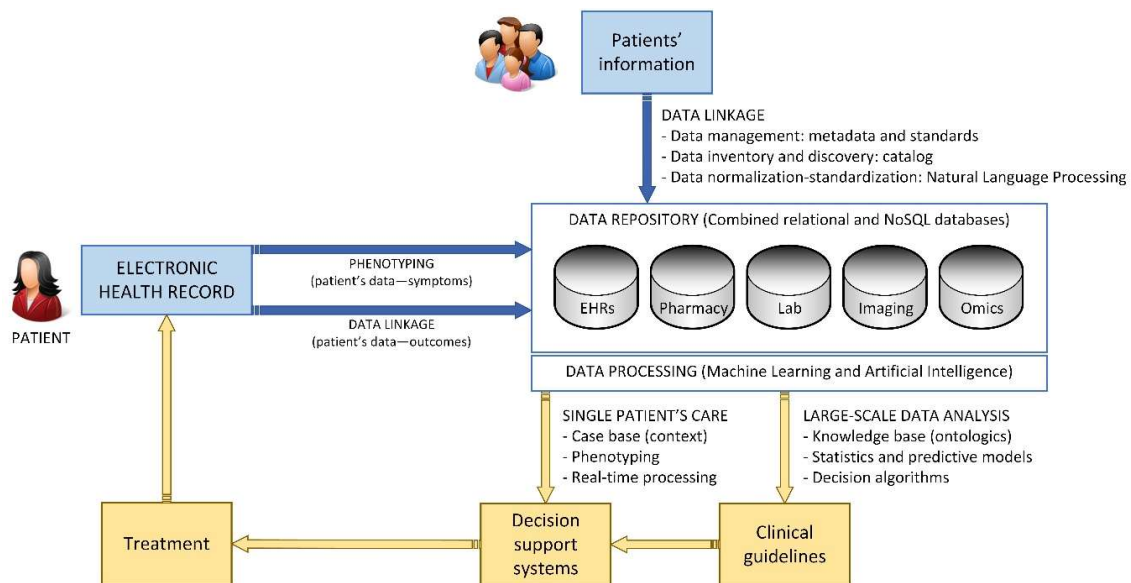 Patients'
information
DATA LINKAGE
- Data management: metadata and standards
- Data inventory and discovery: catalog
- Data normalization-standardization: Natural Language Processing
DATA REPOSITORY (Combined relational and NoSQL databases)
EHRs
Pharmacy
Lab
Imaging
Omics
PATIENT
ELECTRONIC
HEALTH RECORD
PHENOTYPING
(patient's data—symptoms)
DATA LINKAGE
(patient's data—outcomes)
DATA PROCESSING (Machine Learning and Artificial Intelligence)
SINGLE PATIENT'S CARE
- Case base (context)
- Phenotyping
- Real-time processing
LARGE-SCALE DATA ANALYSIS
- Knowledge base (ontologics)
- Statistics and predictive models
- Decision algorithms
Treatment
Decision
support
systems
Clinical
guidelines